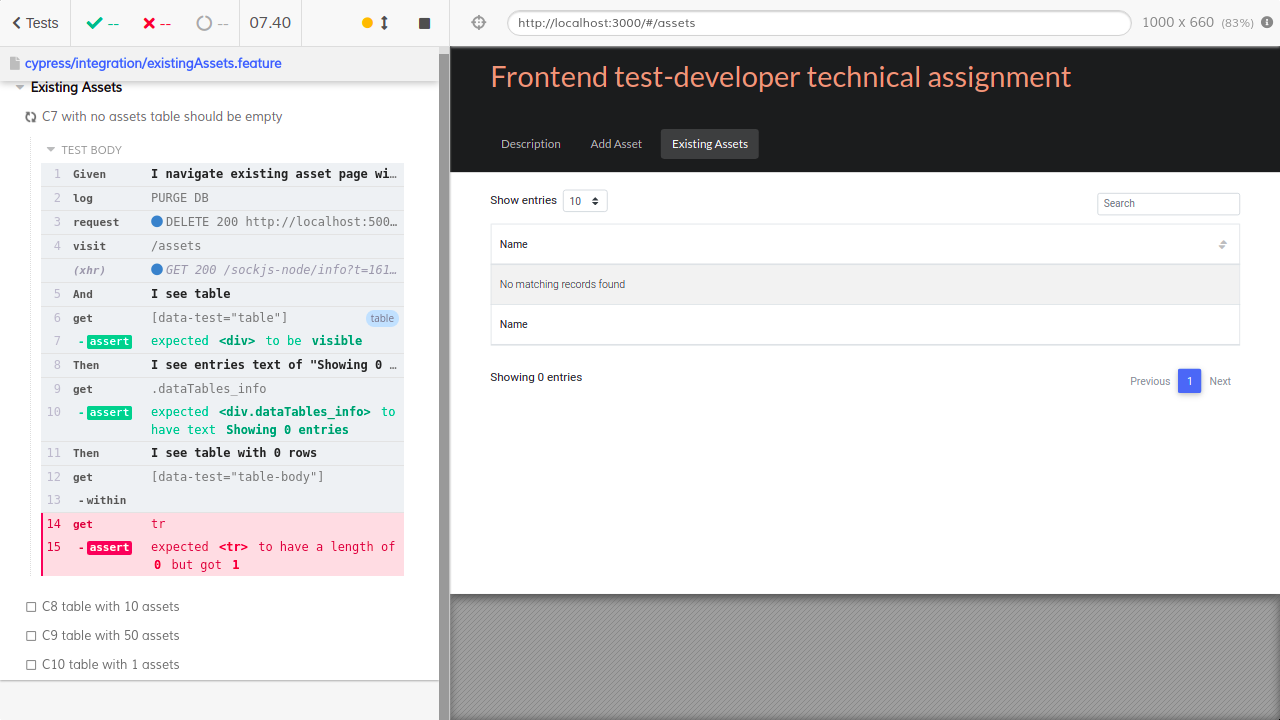 Tests
--
--
--
07.40
http://localhost:3000/#/assets
1000 x 660 (83%)
cypress/integration/existingAssets.feature
Existing Assets
C7 with no assets table should be empty
TEST BODY
1 Given I navigate existing asset page wi…
2 log PURGE DB
3 request DELETE 200 http://localhost:500…
4 visit /assets
(xhr) GET 200 /sockjs-node/info?t=161…
5 And I see table
6 get [data-test="table"] table
7 -assert expected <div> to be visible
8 Then I see entries text of "Showing 0 …
9 get .dataTables_info
10 -assert expected <div.dataTables_info> to
have text Showing 0 entries
11 Then I see table with 0 rows
12 get [data-test="table-body"]
13 -within
14 get tr
15 -assert expected <tr> to have a length of
0 but got 1
C8 table with 10 assets
C9 table with 50 assets
C10 table with 1 assets
Frontend test-developer technical assignment
Description Add Asset Existing Assets
Show entries 10
Search
Name
No matching records found
Name
Showing 0 entries
Previous 1 Next